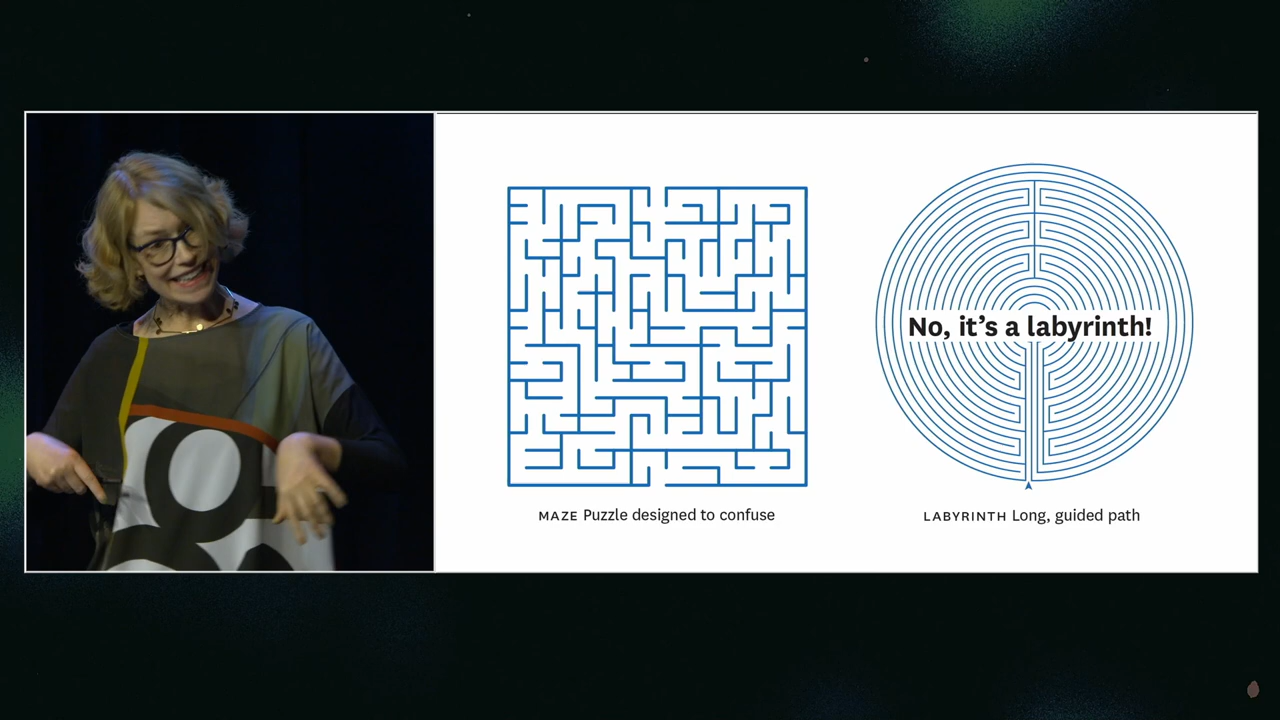 No, it's a labyrinth!
MAZE Puzzle designed to confuse
LABYRINTH Long, guided path